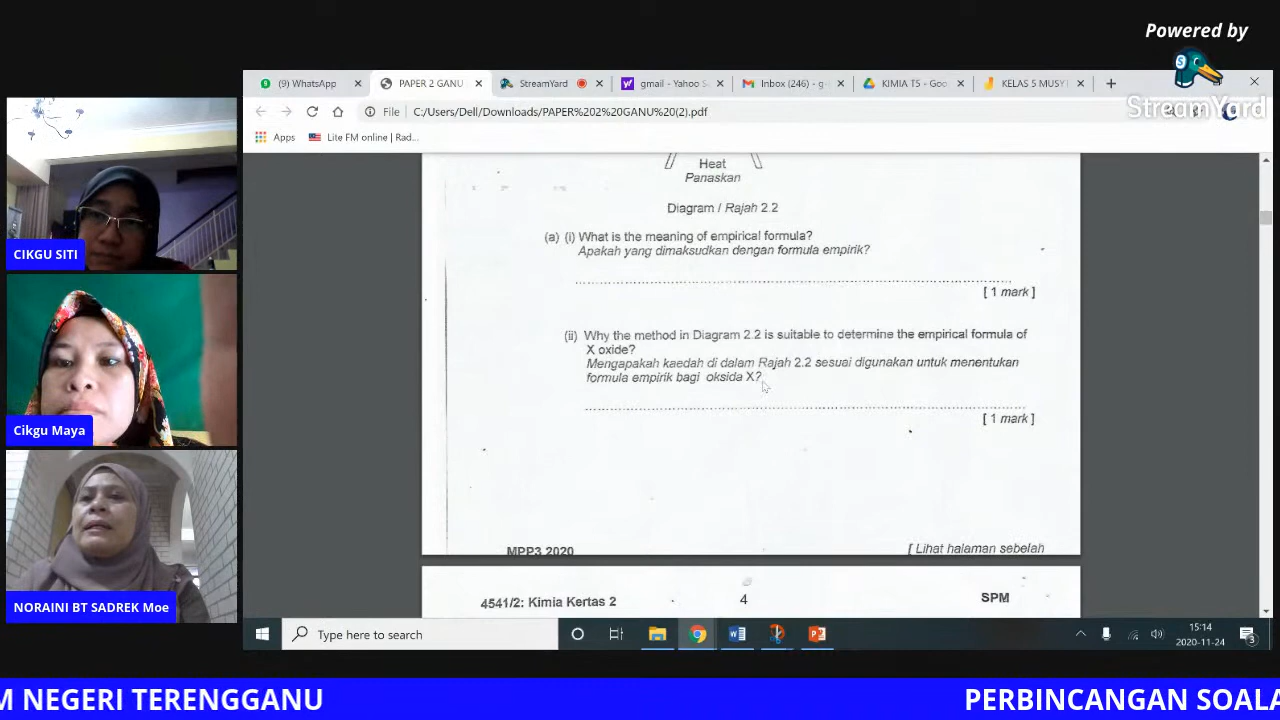 Powered by
StreamYard
(9) WhatsApp
PAPER 2 GANU
StreamYard
gmail - Yahoo S
Inbox (246) - g
KIMIA T5 - Goo
KELAS 5 MUSY
File
C:/Users/Dell/Downloads/PAPER%202%20GANU%20(2).pdf
Apps
Lite FM online | Rad...
Heat
Panaskan
Diagram / Rajah 2.2
(a) (i) What is the meaning of empirical formula?
Apakah yang dimaksudkan dengan formula empirik?
[ 1 mark ]
(ii) Why the method in Diagram 2.2 is suitable to determine the empirical formula of
X oxide?
Mengapakah kaedah di dalam Rajah 2.2 sesuai digunakan untuk menentukan
formula empirik bagi oksida X?
[ 1 mark ]
MPP3 2020
[ Lihat halaman sebelah
4541/2: Kimia Kertas 2
4
SPM
CIKGU SITI
Cikgu Maya
NORAINI BT SADREK Moe
Type here to search
15:14
2020-11-24
3
M NEGERI TERENGGANU
PERBINCANGAN SOALA